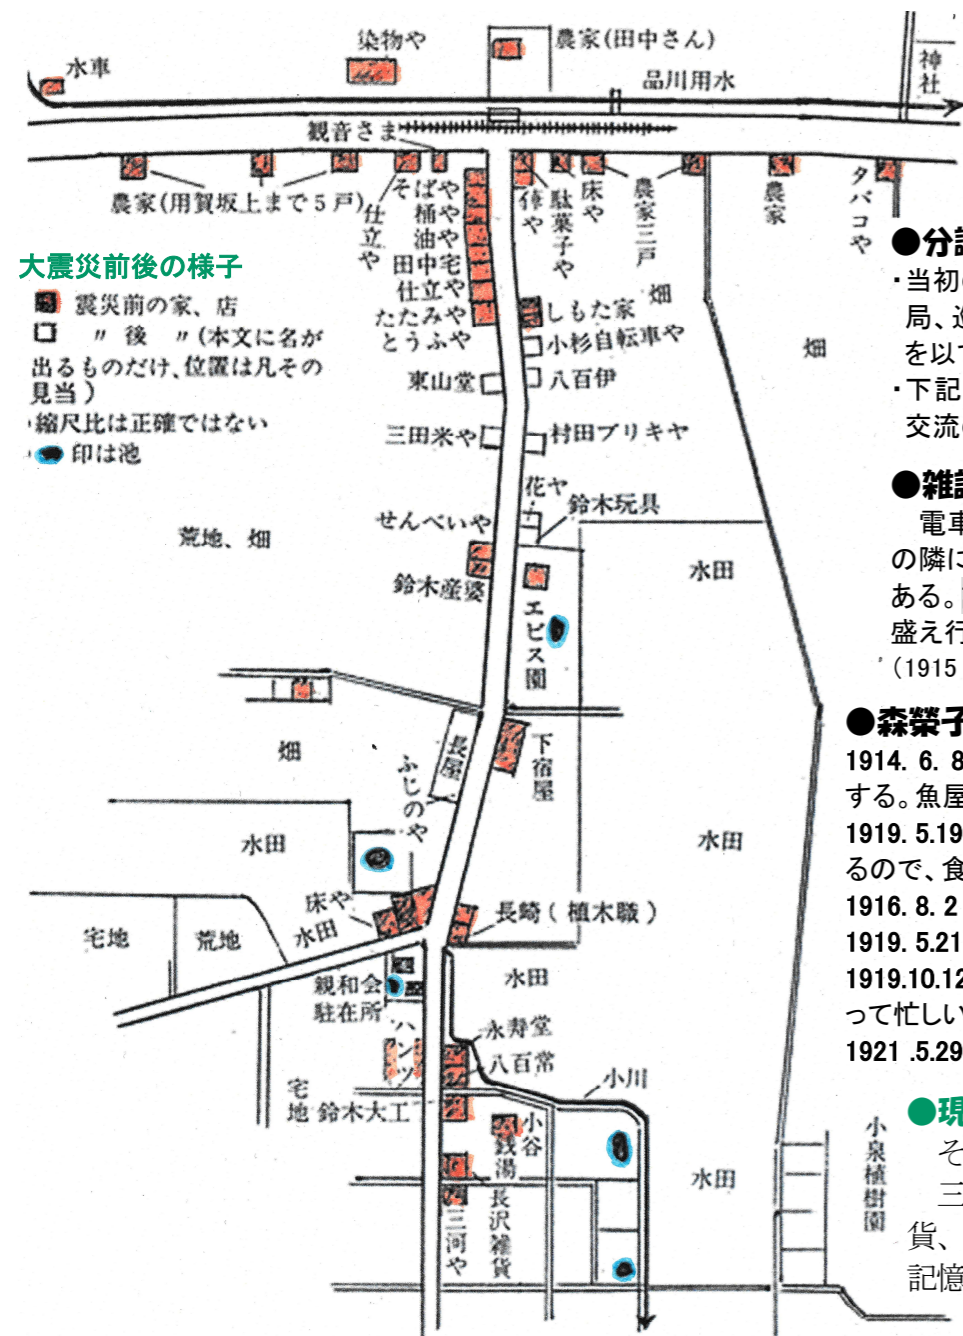 水車
染物や
農家(田中さん)
品川用水
神社
観音さま
農家(用賀坂上まで5戸)
仕立や
そばや
桶や
油や
田中宅
仕立や
たたみや
とうふや
俥や
駄菓子や
床や
農家三戸
農家
タバコや
畑
畑
大震災前後の様子
震災前の家、店
〃 後 〃(本文に名が
出るものだけ、位置は凡その
見当)
・縮尺比は正確ではない
印は池
しもた家
小杉自転車や
東山堂
八百伊
三田米や
村田ブリキヤ
花ヤ
鈴木玩具
せんべいや
荒地、畑
鈴木産婆
エビス園
水田
畑
長屋
ふじのや
下宿屋
水田
水田
床や
長崎(植木職)
宅地
荒地
水田
親和会
駐在所
水田
ハンツ
永寿堂
八百常
小川
宅地
鈴木大工
小谷
銭湯
長沢雑貨
三河や
水田
小泉植樹園
●分
・当初
局、
を以
・下記
交流
●雑
電車
の隣に
ある。
盛え行
(1915
●森榮子
1914. 6. 8
する。魚屋
1919. 5.19
るので、食
1916. 8. 2
1919. 5.21
1919.10.12
って忙しい
1921 .5.29
●現
そ
三
貨、
記憶